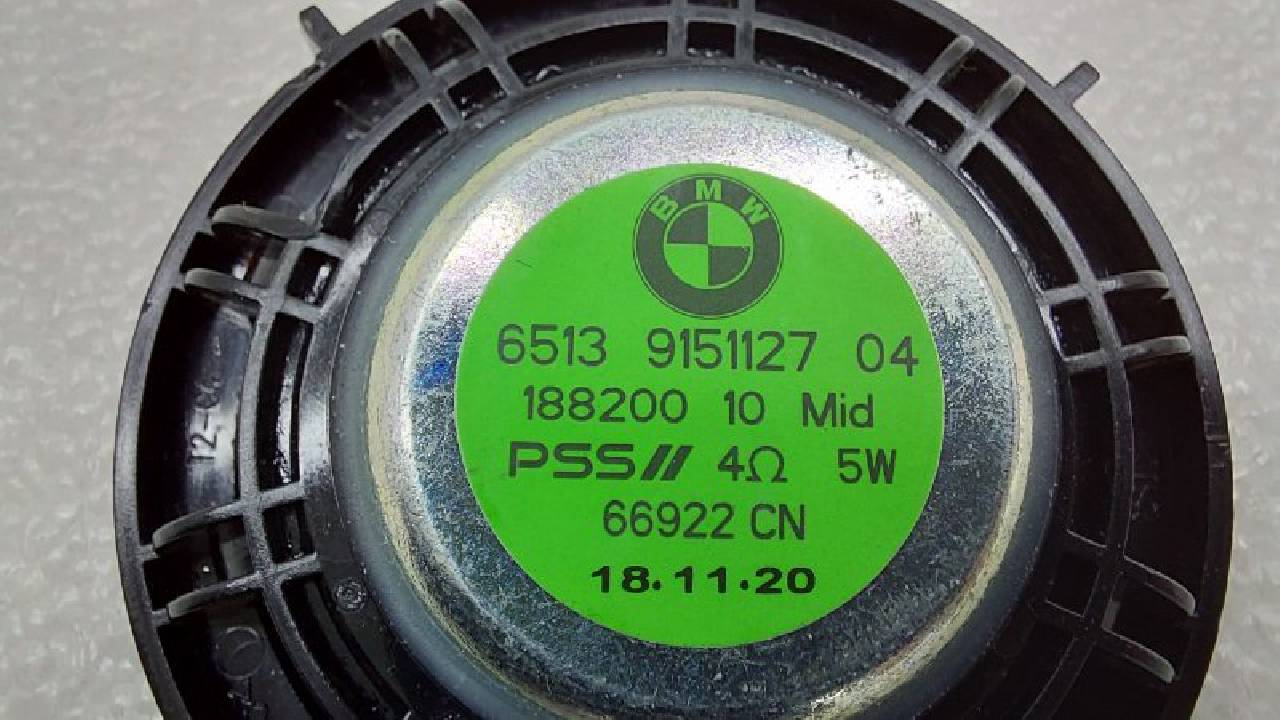 BMW
6513 9151127 04
188200 10 Mid
PSS// 4Ω 5W
66922 CN
18.11.20